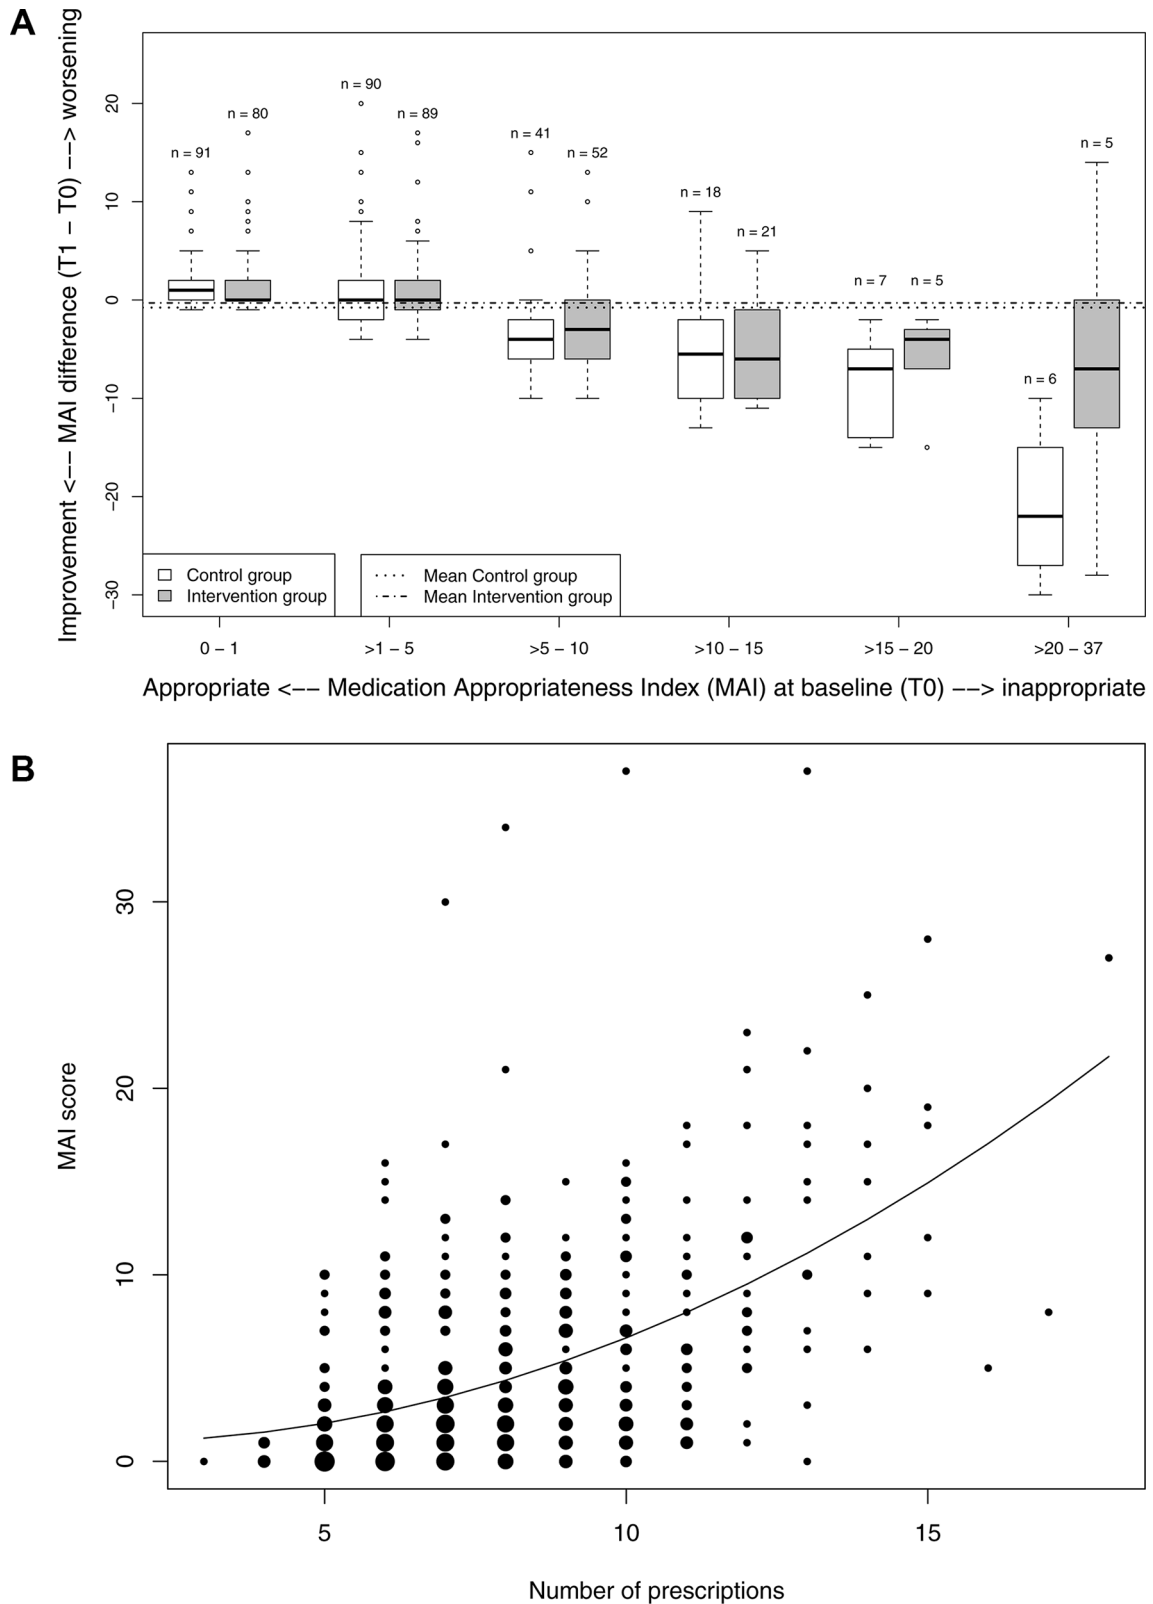 A
Improvement <−− MAI difference (T1 − T0) −−> worsening
20
10
0
−10
−20
−30
n = 91
n = 80
n = 90
n = 89
n = 41
n = 52
n = 18
n = 21
n = 7
n = 5
n = 6
n = 5
Control group
Intervention group
Mean Control group
Mean Intervention group
0 − 1
>1 − 5
>5 − 10
>10 − 15
>15 − 20
>20 − 37
Appropriate <−− Medication Appropriateness Index (MAI) at baseline (T0) −−> inappropriate
B
MAI score
30
20
10
0
5
10
15
Number of prescriptions